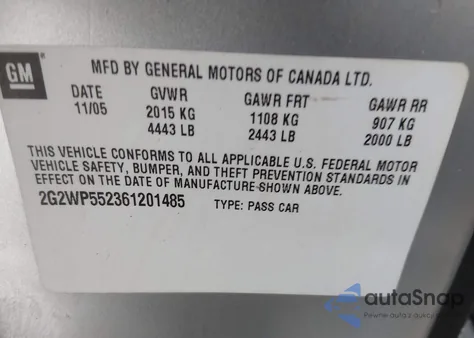 GM
MFD BY GENERAL MOTORS OF CANADA LTD.
DATE GVWR GAWR FRT GAWR RR
11/05 2015 KG 1108 KG 907 KG
4443 LB 2443 LB 2000 LB
THIS VEHICLE CONFORMS TO ALL APPLICABLE U.S. FEDERAL MOTOR
VEHICLE SAFETY, BUMPER, AND THEFT PREVENTION STANDARDS IN
EFFECT ON THE DATE OF MANUFACTURE SHOWN ABOVE.
2G2WP552361201485 TYPE: PASS CAR
autoSnap
Pewne auta z aukcji